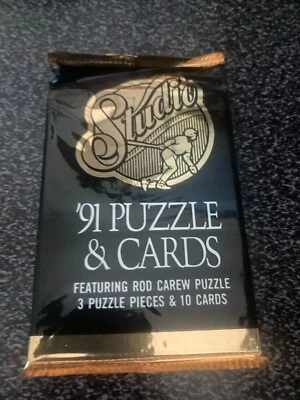 Studio
'91 PUZZLE
& CARDS
FEATURING ROD CAREW PUZZLE
3 PUZZLE PIECES & 10 CARDS